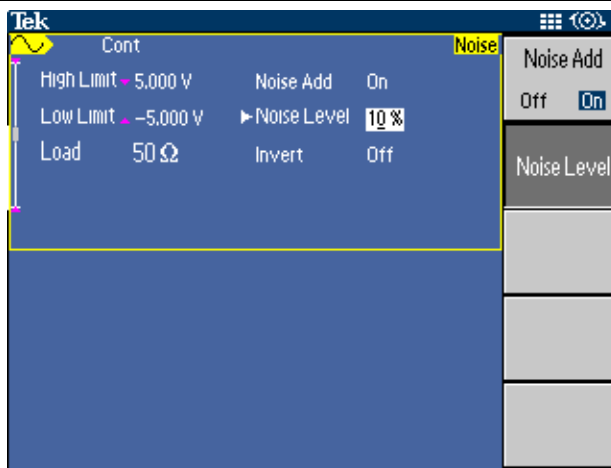 Tek
Cont Noise
High Limit 5.000 V Noise Add On
Low Limit -5.000 V Noise Level 10 %
Load 50 Ω Invert Off
Noise Add
Off On
Noise Level